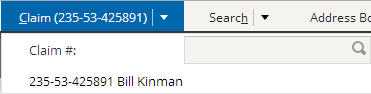 Claim (235-53-425891) Search Address Bo
Claim #:
235-53-425891 Bill Kinman